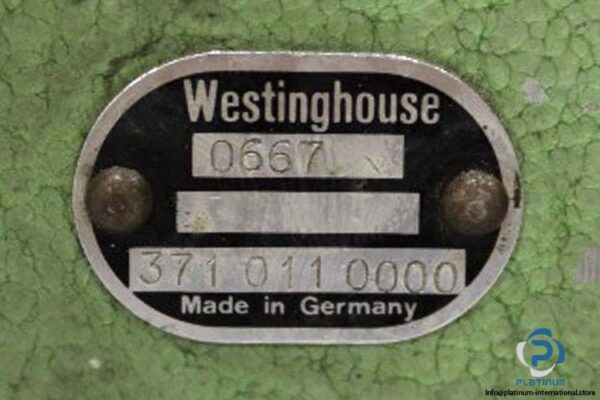 Westinghouse
0667
371 011 0000
Made in Germany
PLATINUM
Info@platinum-international.store